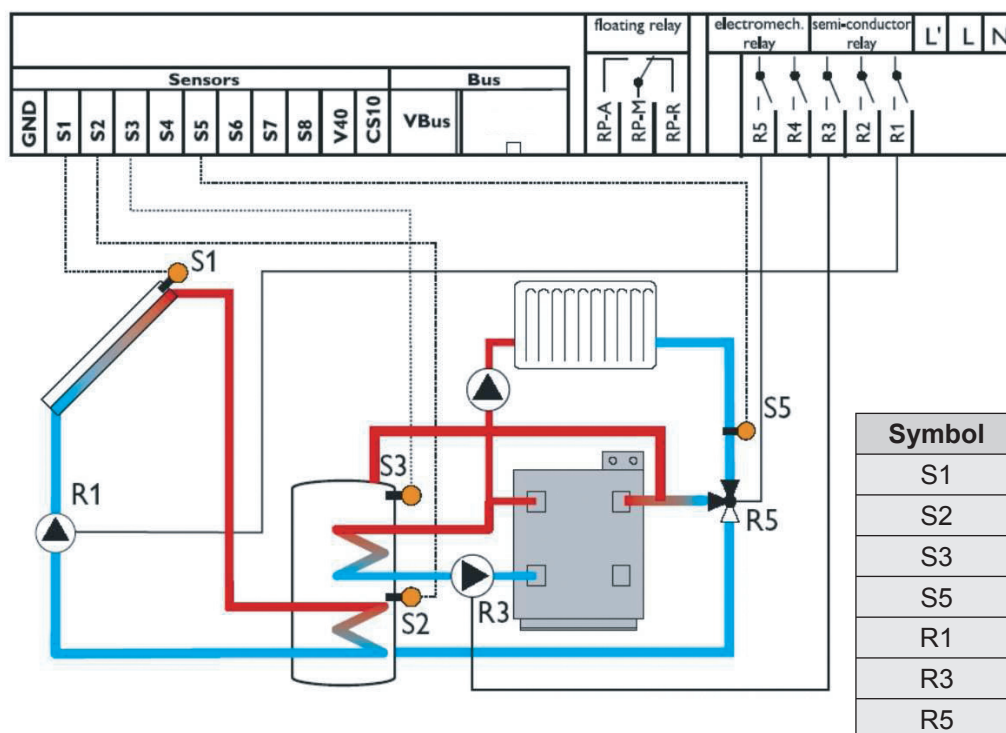 floating relay
electromech. relay
semi-conductor relay
L'
L
N
Sensors
Bus
GND
S1
S2
S3
S4
S5
S6
S7
S8
V40
CS10
VBus
RP-A
RP-M
RP-R
R5
R4
R3
R2
R1
S1
S5
S3
R1
R5
R3
S2
Symbol
S1
S2
S3
S5
R1
R3
R5